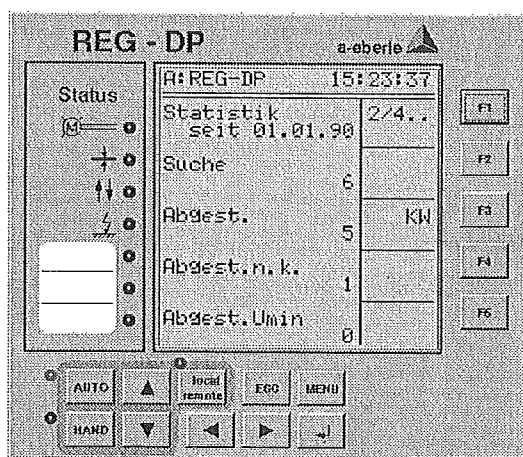 REG - DP
a-eberle
Status
M
A:REG-DP 15:23:37
Statistik 2/4..
seit 01.01.90
Suche
6
Abgest. KW
5
Abgest.n.k.
1
Abgest.Umin
0
F1
F2
F3
F4
F5
AUTO
local
remote
ESC
MENU
HAND